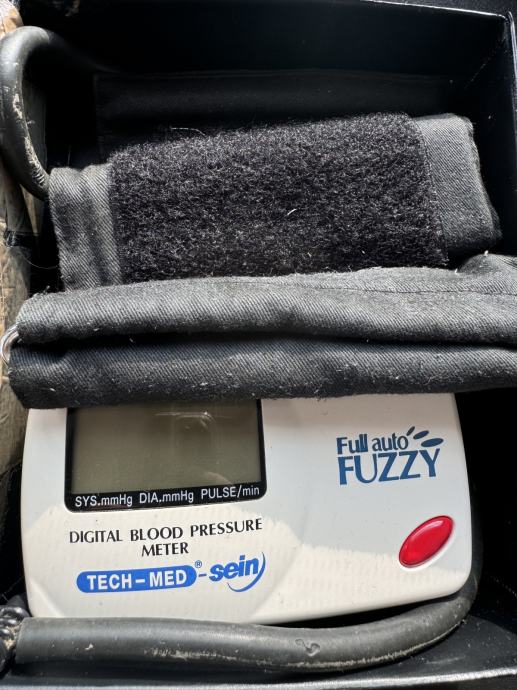 Full auto
FUZZY
SYS.mmHg DIA.mmHg PULSE/min
DIGITAL BLOOD PRESSURE
METER
TECH-MED®-sein